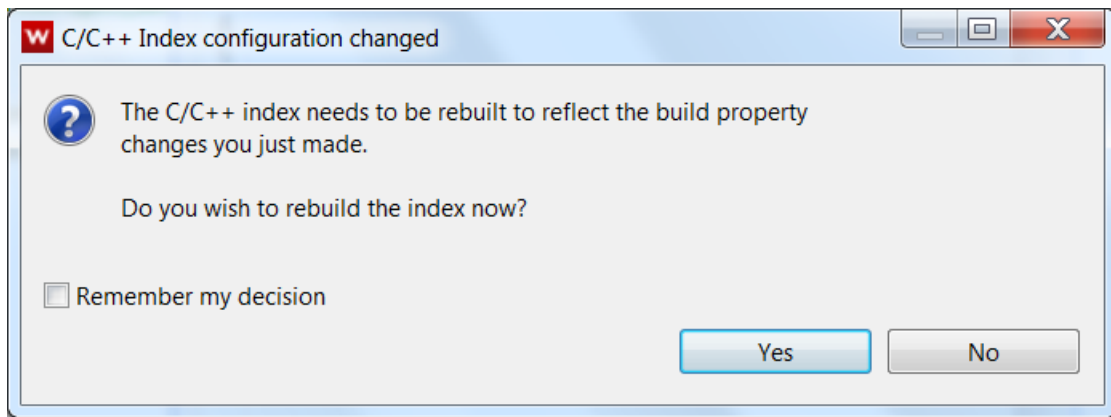 W C/C++ Index configuration changed
X
The C/C++ index needs to be rebuilt to reflect the build property
changes you just made.
Do you wish to rebuild the index now?
Remember my decision
Yes No